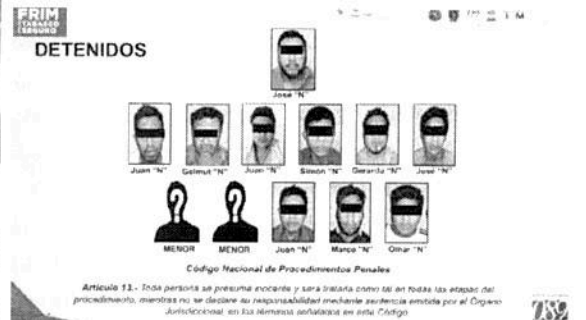 FRIM
TABASCO
SEGURO
DETENIDOS
José "N"
Juan "N" Gelmut "N" Juan "N" Simón "N" Gerardo "N" José "N"
MENOR MENOR Juan "N" Marco "N" Omar "N"
Código Nacional de Procedimientos Penales
Artículo 13.- Toda persona se presume inocente y será tratada como tal en todas las etapas del
procedimiento, mientras no se declare su responsabilidad mediante sentencia emitida por el Órgano
Jurisdiccional, en los términos señalados en este Código.